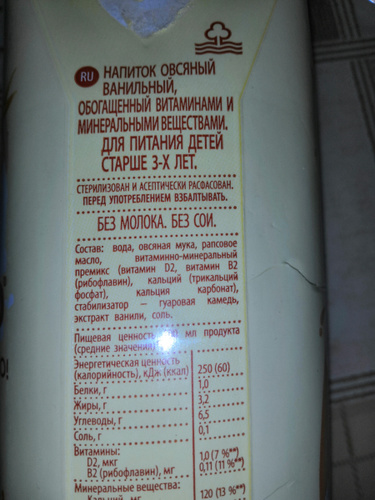 RU НАПИТОК ОВСЯНЫЙ
ВАНИЛЬНЫЙ,
ОБОГАЩЕННЫЙ ВИТАМИНАМИ И
МИНЕРАЛЬНЫМИ ВЕЩЕСТВАМИ.
ДЛЯ ПИТАНИЯ ДЕТЕЙ
СТАРШЕ 3-Х ЛЕТ.
СТЕРИЛИЗОВАН И АСЕПТИЧЕСКИ РАСФАСОВАН.
ПЕРЕД УПОТРЕБЛЕНИЕМ ВЗБАЛТЫВАТЬ.
БЕЗ МОЛОКА. БЕЗ СОИ.
Состав: вода, овсяная мука, рапсовое
масло, витаминно-минеральный
премикс (витамин D2, витамин B2
(рибофлавин), кальций (трикальций
фосфат), кальция карбонат),
стабилизатор – гуаровая камедь,
экстракт ванили, соль.
Пищевая ценность мл продукта
(средние значения)
Энергетическая ценность
(калорийность), кДж (ккал) 250 (60)
Белки, г 1,0
Жиры, г 3,2
Углеводы, г 6,5
Соль, г 0,1
Витамины:
D2, мкг 1,0 (7 %**)
B2 (рибофлавин), мг 0,11 (11 %**)
Минеральные вещества:
Кальций, мг 120 (13 %**)